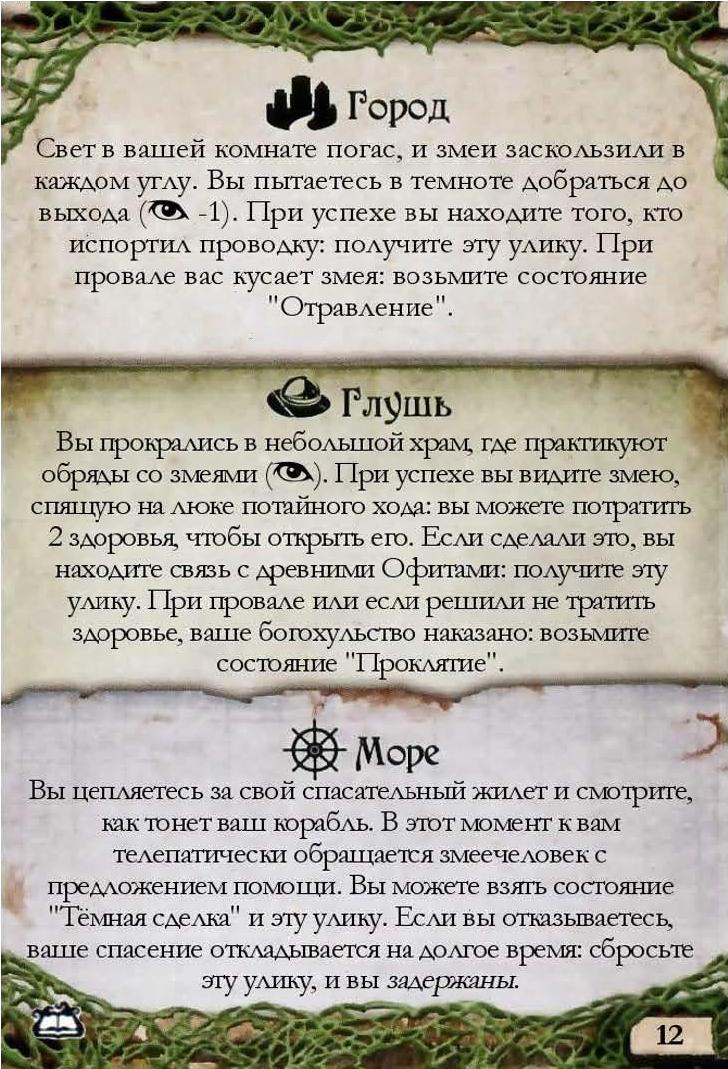 Город
Свет в вашей комнате погас, и змеи заскользили в
каждом углу. Вы пытаетесь в темноте добраться до
выхода ( -1). При успехе вы находите того, кто
испортил проводку: получите эту улику. При
провале вас кусает змея: возьмите состояние
"Отравление".
Глушь
Вы прокрались в небольшой храм, где практикуют
обряды со змеями ( ). При успехе вы видите змею,
спящую на люке потайного хода: вы можете потратить
2 здоровья, чтобы открыть его. Если сделали это, вы
находите связь с древними Офитами: получите эту
улику. При провале или если решили не тратить
здоровье, ваше богохульство наказано: возьмите
состояние "Проклятие".
Море
Вы цепляетесь за свой спасательный жилет и смотрите,
как тонет ваш корабль. В этот момент к вам
телепатически обращается змеечеловек с
предложением помощи. Вы можете взять состояние
"Тёмная сделка" и эту улику. Если вы отказываетесь,
ваше спасение откладывается на долгое время: сбросьте
эту улику, и вы задержаны.
12